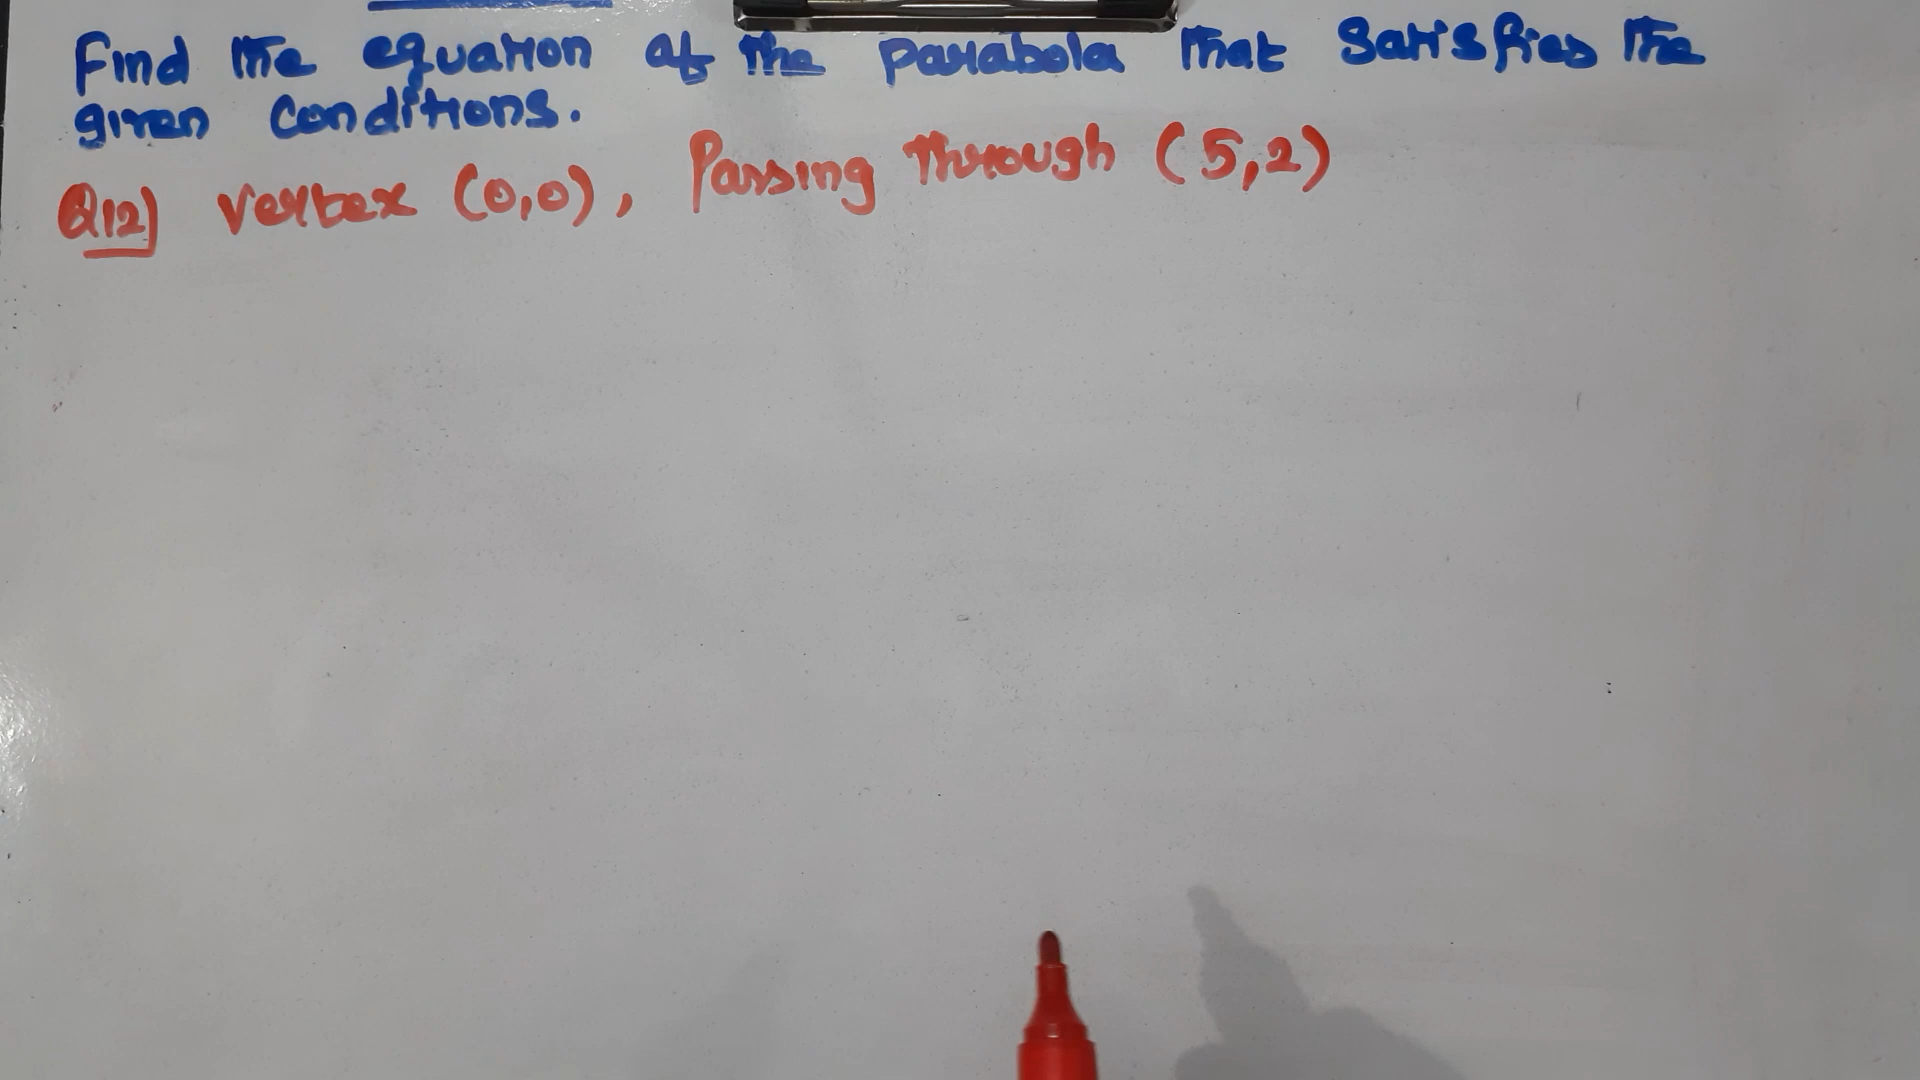 Find the equation of the parabola that satisfies the
given conditions.
Q12) Vertex (0,0), Passing through (5,2)